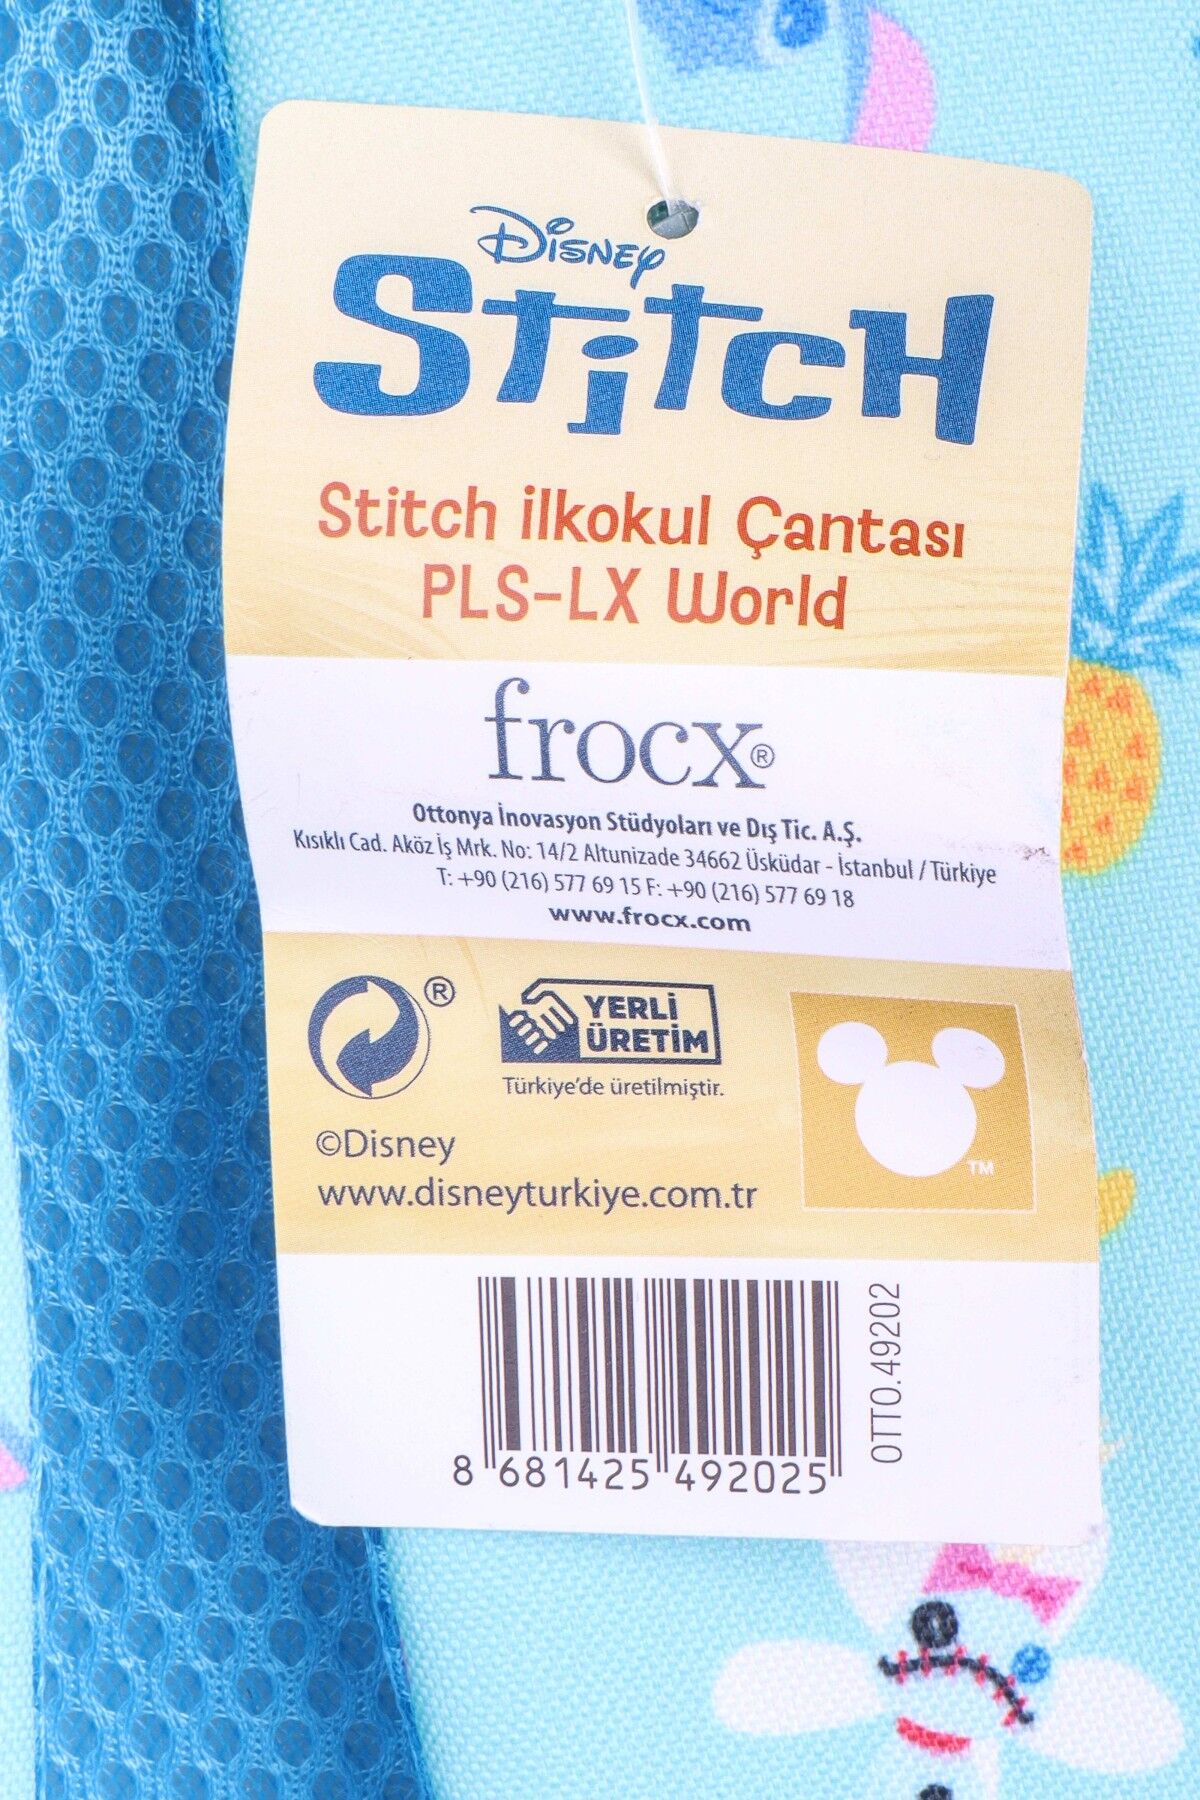 Disney
Stitch
Stitch ilkokul Çantası
PLS-LX World
frocx®
Ottonya İnovasyon Stüdyoları ve Dış Tic. A.Ş.
Kısıklı Cad. Aköz İş Mrk. No: 14/2 Altunizade 34662 Üsküdar - İstanbul / Türkiye
T: +90 (216) 577 69 15 F: +90 (216) 577 69 18
www.frocx.com
®
YERLİ
ÜRETİM
Türkiye'de üretilmiştir.
©Disney
www.disneyturkiye.com.tr
TM
OTTO.49202
8 681425 492025